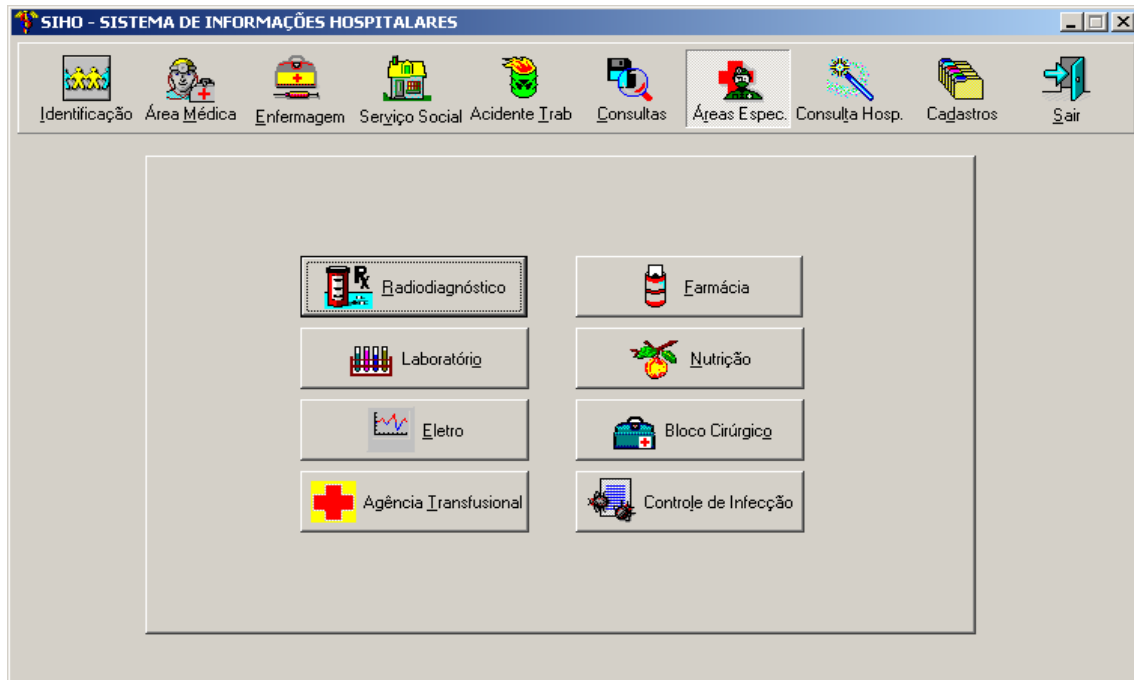 SIHO - SISTEMA DE INFORMAÇÕES HOSPITALARES
Identificação Área Médica Enfermagem Serviço Social Acidente Trab Consultas Áreas Espec. Consulta Hosp. Cadastros Sair
Rx Radiodiagnóstico Farmácia
Laboratório Nutrição
Eletro Bloco Cirúrgico
Agência Transfusional Controle de Infecção